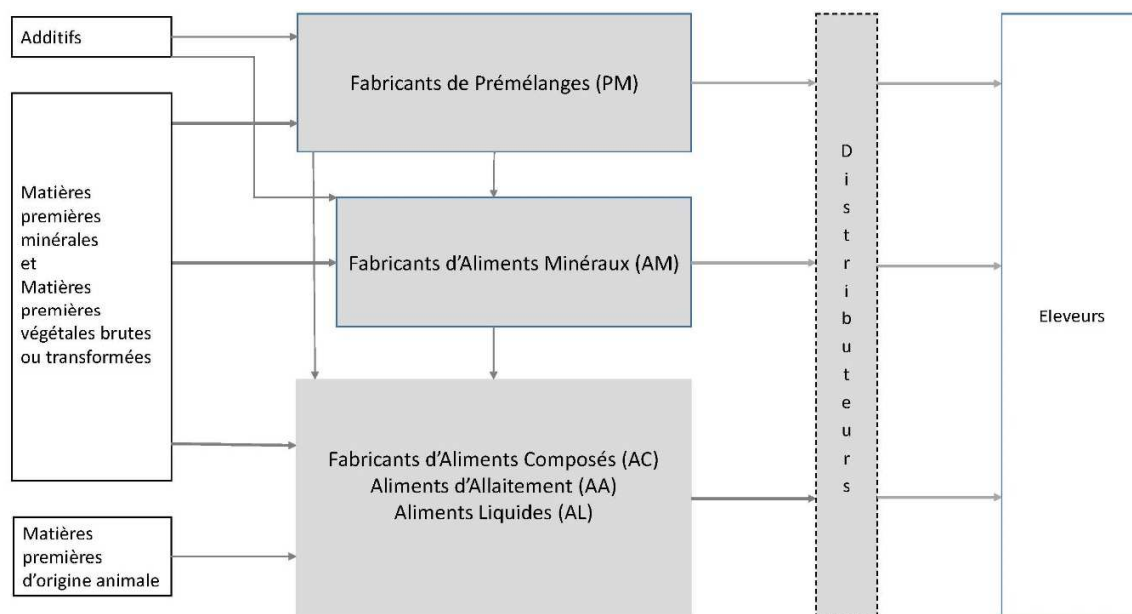 Additifs
Fabricants de Prémélanges (PM)
Matières
premières
minérales
et
Matières
premières
végétales brutes
ou transformées
Fabricants d’Aliments Minéraux (AM)
Fabricants d’Aliments Composés (AC)
Aliments d’Allaitement (AA)
Aliments Liquides (AL)
Matières
premières
d’origine animale
Distributeurs
Eleveurs